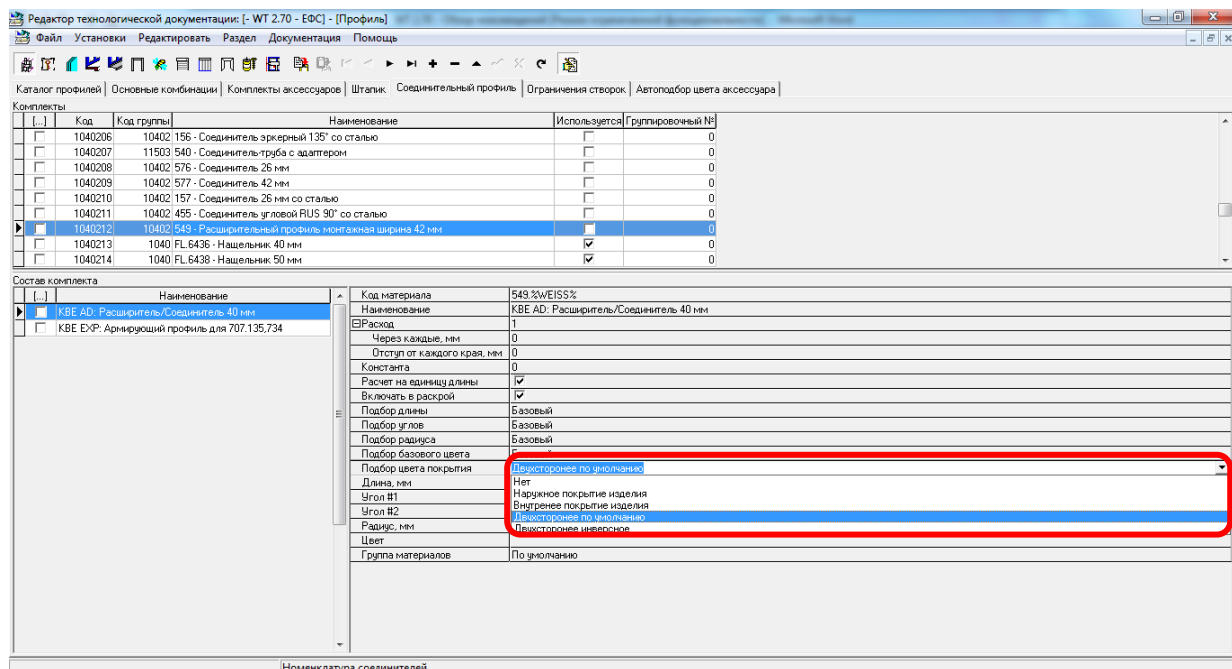 Редактор технологической документации: [- WT 2.70 - ЕФС] - [Профиль]
Файл Установки Редактировать Раздел Документация Помощь
Каталог профилей Основные комбинации Комплекты аксессуаров Штапик Соединительный профиль Ограничения створок Автоподбор цвета аксессуара
Комплекты
[...] Код Код группы Наименование Используется Группировочный №
1040206 10402 156 - Соединитель эркерный 135° со сталью 0
1040207 11503 540 - Соединитель-труба с адаптером 0
1040208 10402 576 - Соединитель 26 мм 0
1040209 10402 577 - Соединитель 42 мм 0
1040210 10402 157 - Соединитель 26 мм со сталью 0
1040211 10402 455 - Соединитель угловой RUS 90° со сталью 0
1040212 10402 549 - Расширительный профиль монтажная ширина 42 мм 0
1040213 1040 FL.6436 - Нащельник 40 мм 0
1040214 1040 FL.6438 - Нащельник 50 мм 0
Состав комплекта
[...] Наименование
KBE AD: Расширитель/Соединитель 40 мм
KBE EXP: Армирующий профиль для 707.135,734
Код материала 549.%WEISS%
Наименование KBE AD: Расширитель/Соединитель 40 мм
Расход 1
Через каждые, мм 0
Отступ от каждого края, мм 0
Константа 0
Расчет на единицу длины
Включать в раскрой
Подбор длины Базовый
Подбор углов Базовый
Подбор радиуса Базовый
Подбор базового цвета
Подбор цвета покрытия Двухсторонее по умолчанию
Длина, мм Нет
Наружное покрытие изделия
Угол #1 Внутренее покрытие изделия
Угол #2 Двухсторонее по умолчанию
Радиус, мм Двухсторонее инверсное
Цвет
Группа материалов По умолчанию
Номенклатура соединителей